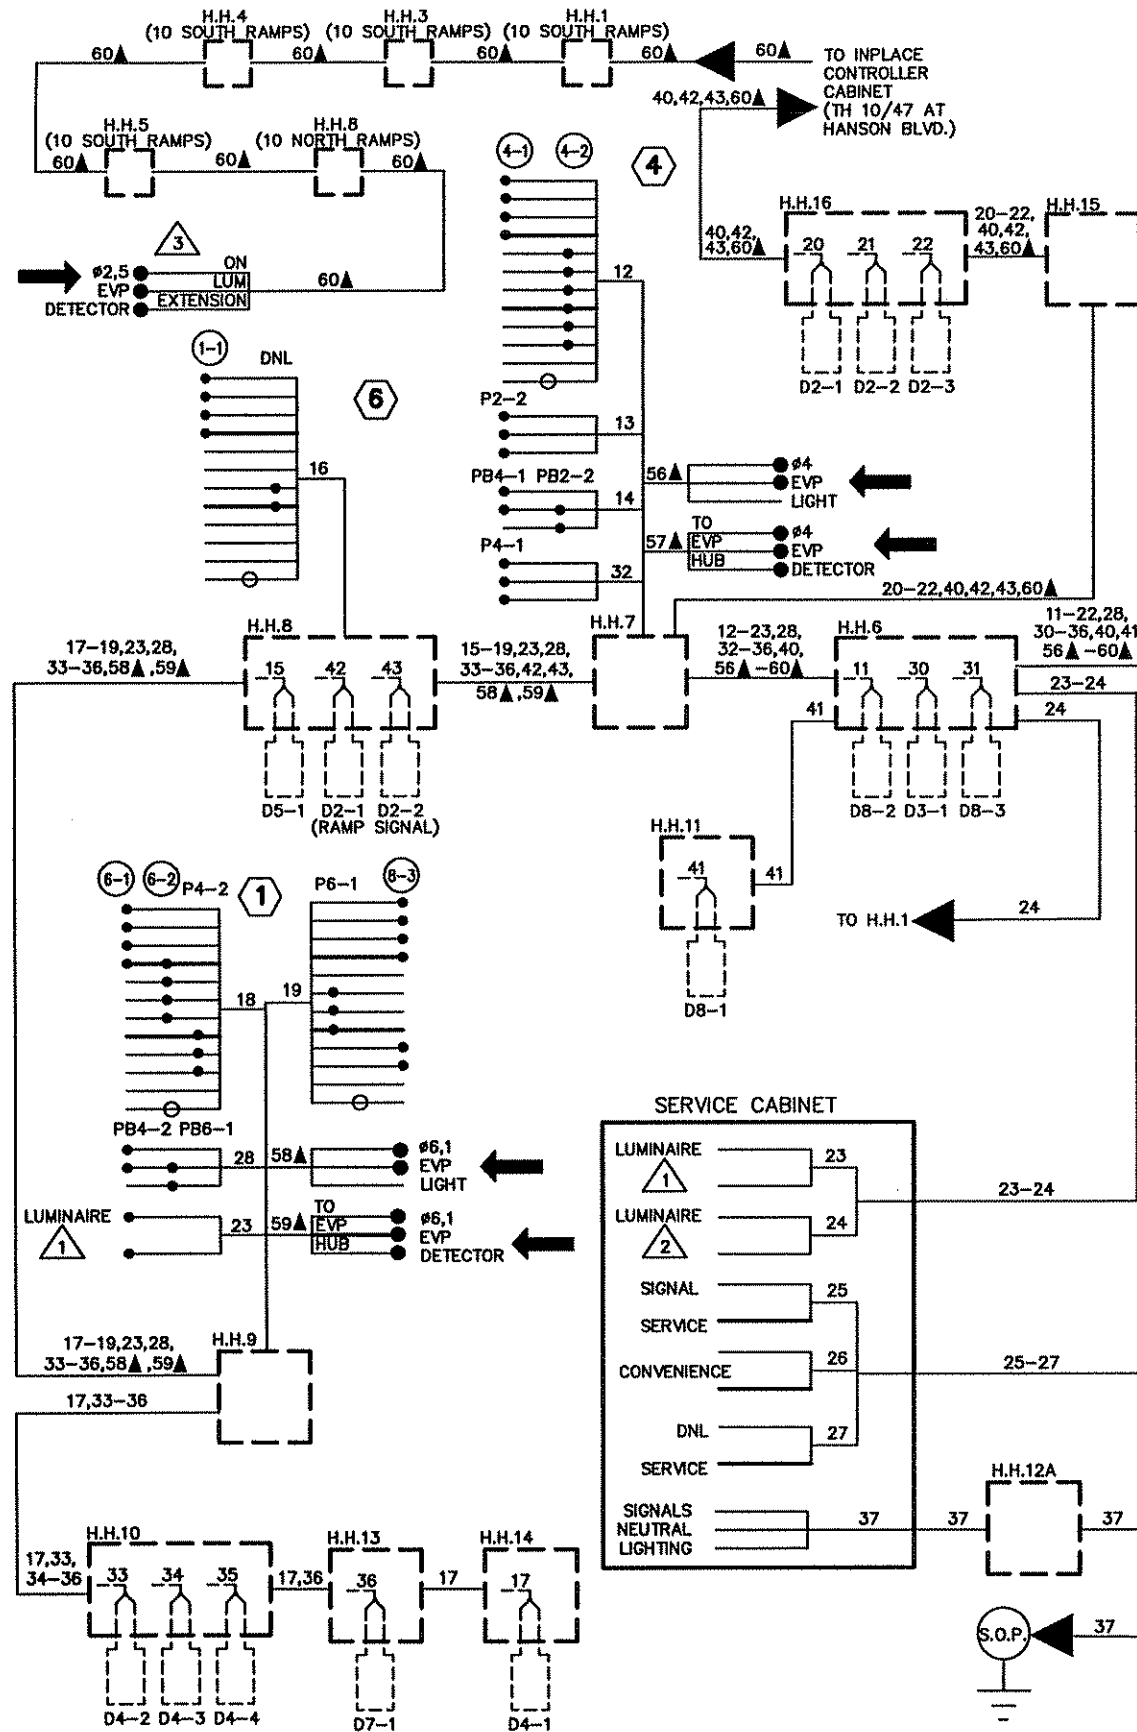 H.H.4
(10 SOUTH RAMPS)
H.H.3
(10 SOUTH RAMPS)
H.H.1
(10 SOUTH RAMPS)
60▲
60▲
60▲
60▲
60▲
TO INPLACE
CONTROLLER
CABINET
(TH 10/47 AT
HANSON BLVD.)
40,42,43,60▲
H.H.5
(10 SOUTH RAMPS)
H.H.8
(10 NORTH RAMPS)
60▲
60▲
60▲
4-1
4-2
4
H.H.16
20
21
22
40,42,
43,60▲
20-22,
40,42,
43,60▲
H.H.15
D2-1
D2-2
D2-3
3
ø2,5
EVP
DETECTOR
ON
LUM
EXTENSION
60▲
12
1-1
DNL
6
16
P2-2
13
PB4-1 PB2-2
14
P4-1
32
56▲
ø4
EVP
LIGHT
57▲
TO
EVP
HUB
ø4
EVP
DETECTOR
20-22,40,42,43,60▲
17-19,23,28,
33-36,58▲,59▲
H.H.8
15
42
43
D5-1
D2-1
D2-2
(RAMP SIGNAL)
15-19,23,28,
33-36,42,43,
58▲,59▲
H.H.7
12-23,28,
32-36,40,
56▲-60▲
H.H.6
11
30
31
D8-2
D3-1
D8-3
11-22,28,
30-36,40,41
56▲-60▲
23-24
24
41
H.H.11
41
41
D8-1
TO H.H.1
24
6-1
6-2
P4-2
1
P6-1
8-3
18
19
PB4-2 PB6-1
28
58▲
ø6,1
EVP
LIGHT
LUMINAIRE
1
23
59▲
TO
EVP
HUB
ø6,1
EVP
DETECTOR
SERVICE CABINET
LUMINAIRE
1
23
LUMINAIRE
2
24
23-24
SIGNAL
SERVICE
25
CONVENIENCE
26
25-27
DNL
SERVICE
27
SIGNALS
NEUTRAL
LIGHTING
37
37
H.H.12A
37
S.O.P.
37
17-19,23,28,
33-36,58▲,59▲
H.H.9
17,33-36
H.H.10
17,33,
34-36
33
34
35
D4-2
D4-3
D4-4
17,36
H.H.13
36
D7-1
17
H.H.14
17
D4-1